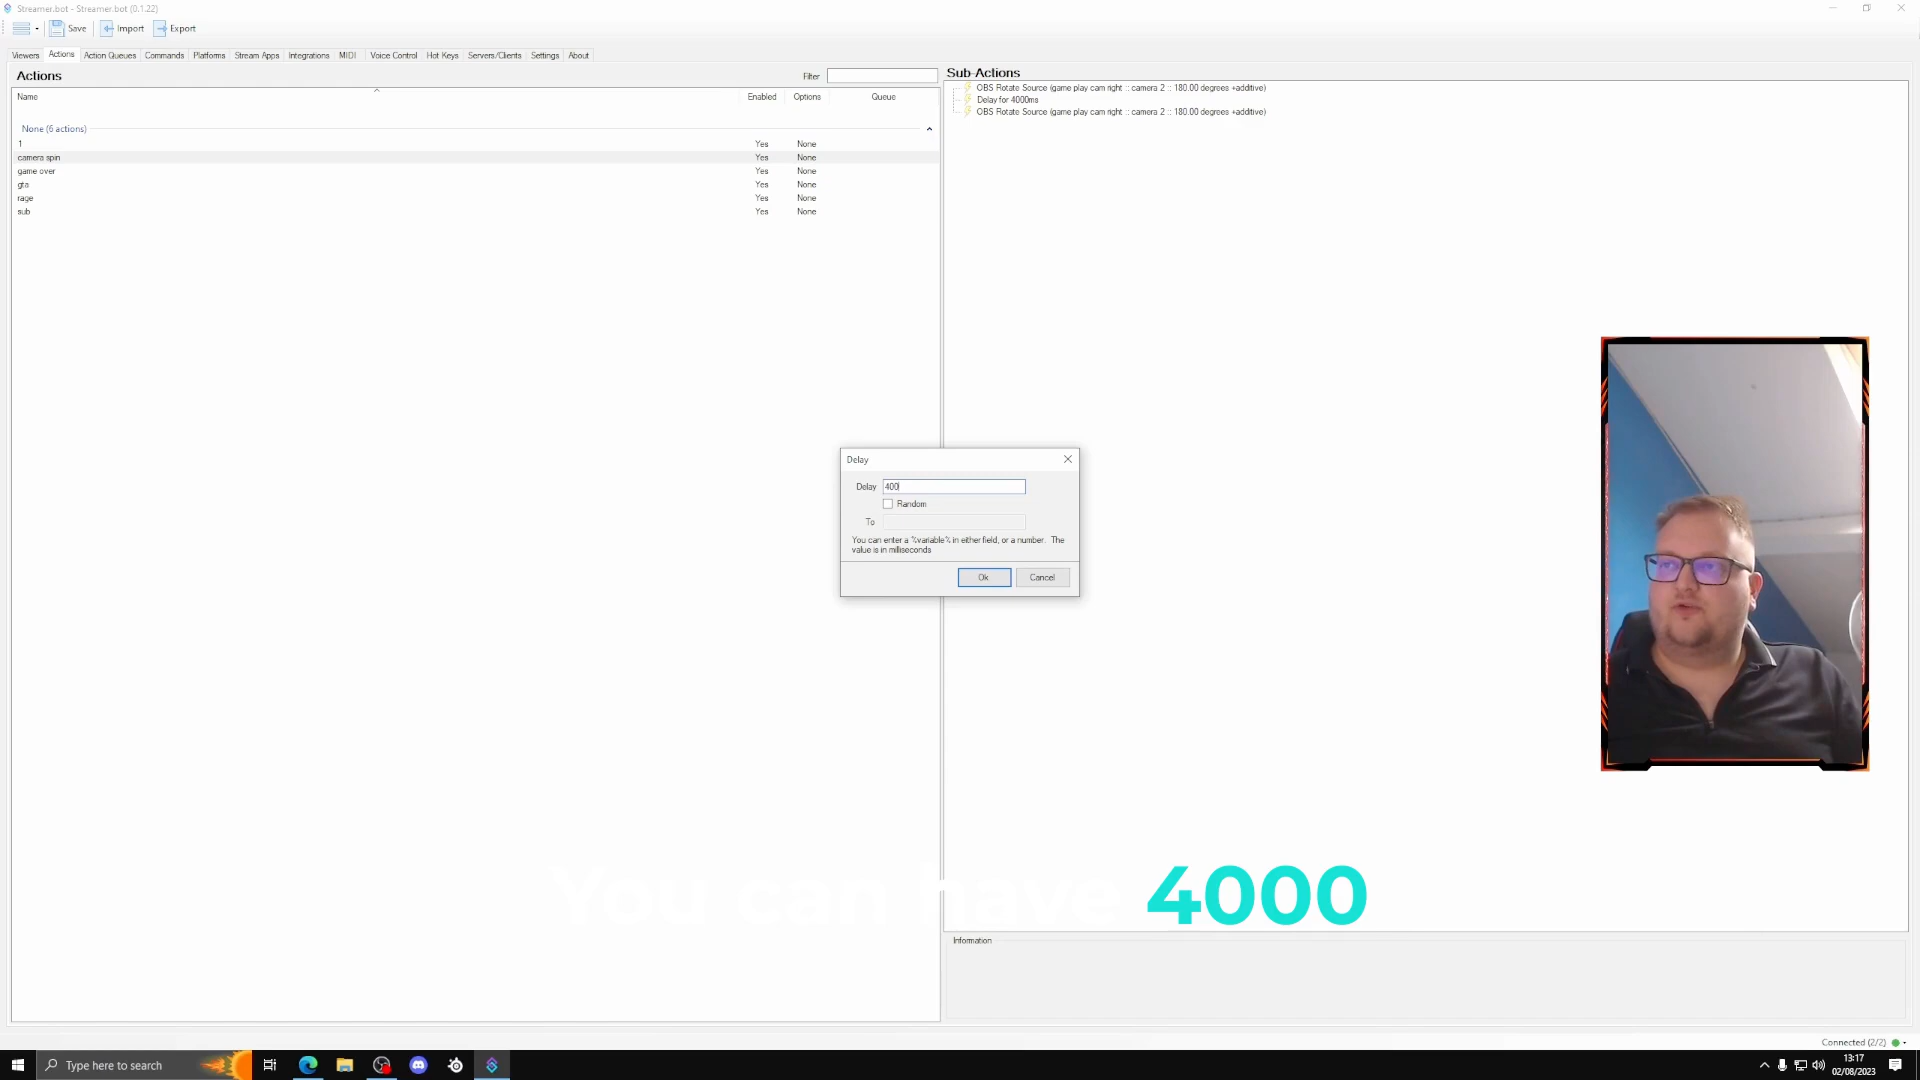 Streamer.bot - Streamer.bot (0.1.22)
Save Import Export
Viewers Actions Action Queues Commands Platforms Stream Apps Integrations MIDI Voice Control Hot Keys Servers/Clients Settings About
Actions
Filter
Name Enabled Options Queue
None (6 actions)
1 Yes None
camera spin Yes None
game over Yes None
gta Yes None
rage Yes None
sub Yes None
Sub-Actions
OBS Rotate Source (game play cam right :: camera 2 :: 180.00 degrees +additive)
Delay for 4000ms
OBS Rotate Source (game play cam right :: camera 2 :: 180.00 degrees +additive)
Delay
Delay 400
Random
To
You can enter a %variable% in either field, or a number. The
value is in milliseconds
Ok Cancel
You can have 4000
Information
Connected (2/2)
Type here to search
13:17
02/08/2023